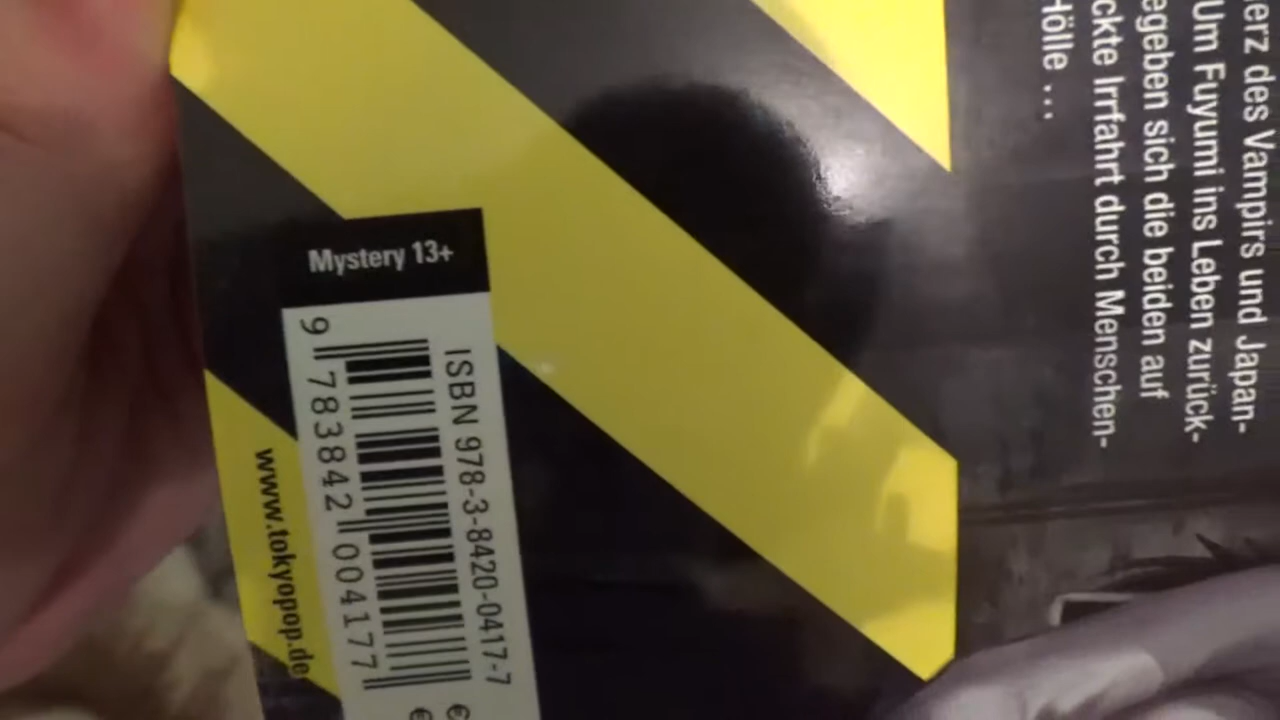 erz des Vampirs und Japan-
Um Fuyumi ins Leben zurück-
egeben sich die beiden auf
ckte Irrfahrt durch Menschen-
Hölle ...
Mystery 13+
ISBN 978-3-8420-0417-7
9 783842 004177
www.tokyopop.de
€
€